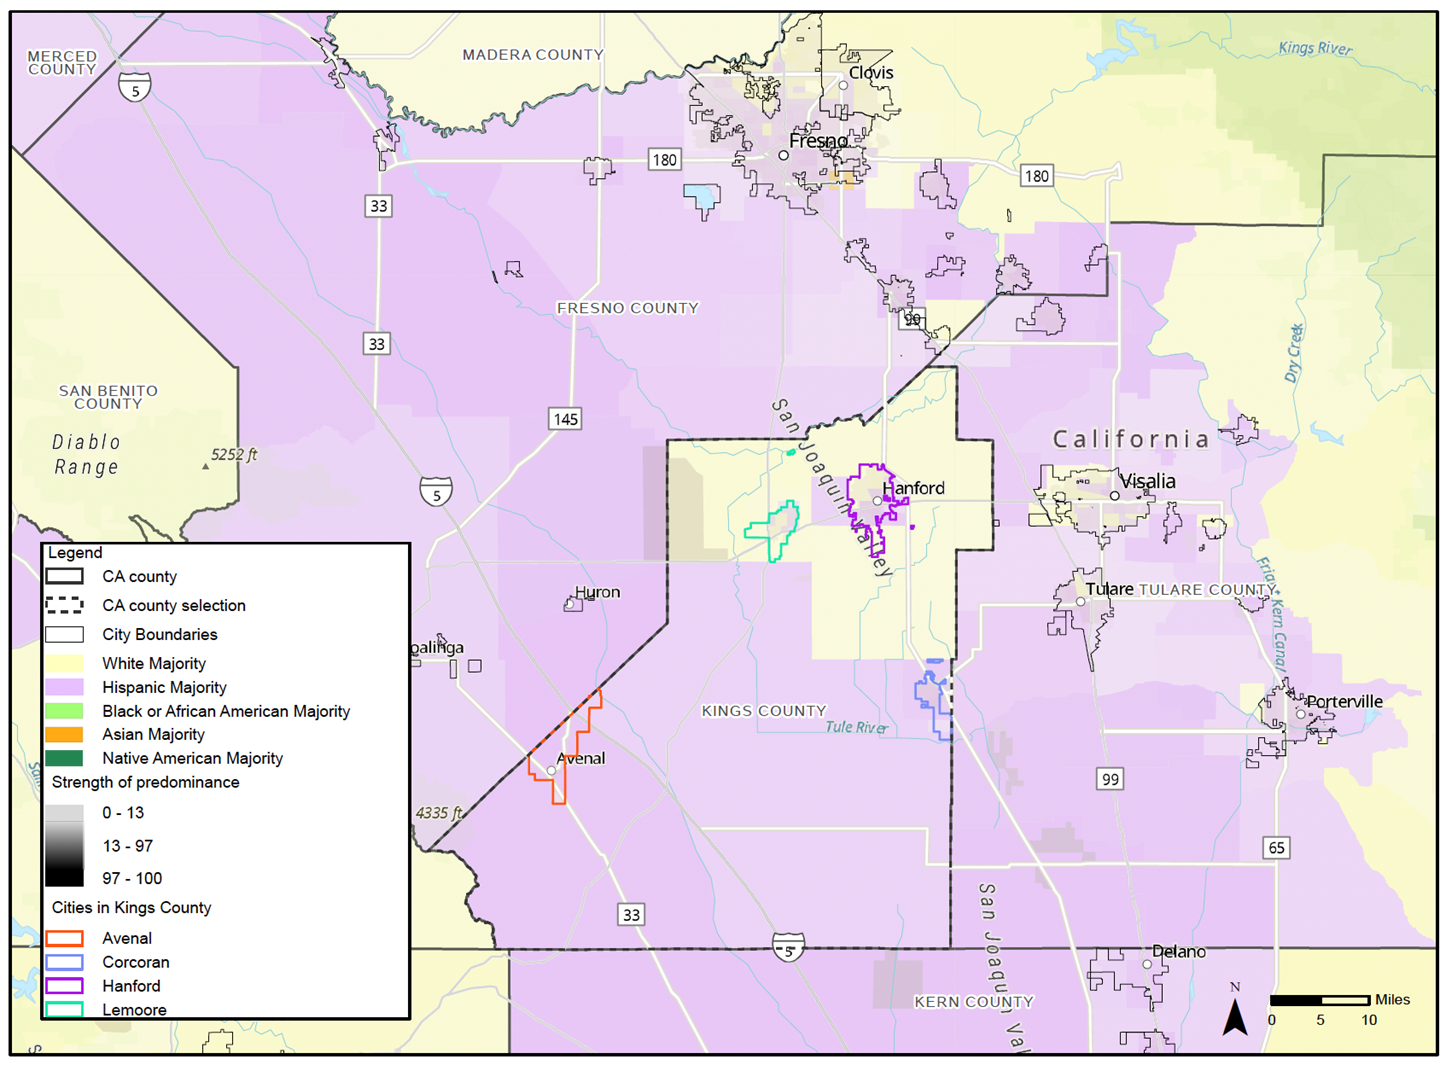 MERCED
COUNTY
MADERA COUNTY
Kings River
5
Clovis
Fresno
180
180
33
FRESNO COUNTY
99
33
Dry Creek
SAN BENITO
COUNTY
Diablo
Range
5252 ft
145
San Joaquin Valley
California
5
Hanford
Visalia
Friant Kern Canal
Huron
Tulare
TULARE COUNTY
oalinga
KINGS COUNTY
Tule River
Porterville
Avenal
99
4335 ft
65
33
San Joaquin Val
5
Delano
KERN COUNTY
Legend
CA county
CA county selection
City Boundaries
White Majority
Hispanic Majority
Black or African American Majority
Asian Majority
Native American Majority
Strength of predominance
0 - 13
13 - 97
97 - 100
Cities in Kings County
Avenal
Corcoran
Hanford
Lemoore
N
Miles
0 5 10